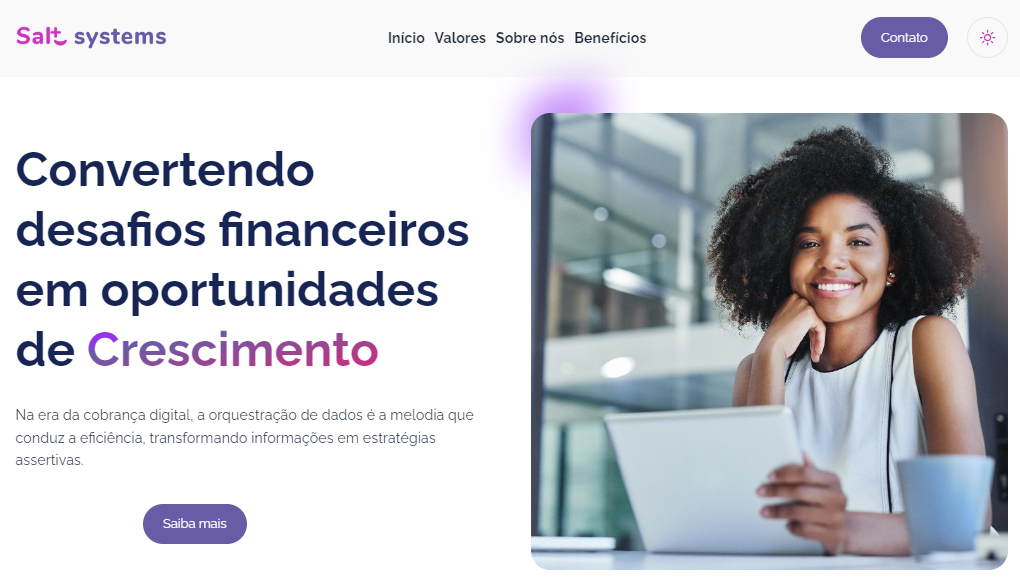 Salt systems
Início Valores Sobre nós Benefícios
Contato
Convertendo
desafios financeiros
em oportunidades
de Crescimento
Na era da cobrança digital, a orquestração de dados é a melodia que
conduz a eficiência, transformando informações em estratégias
assertivas.
Saiba mais